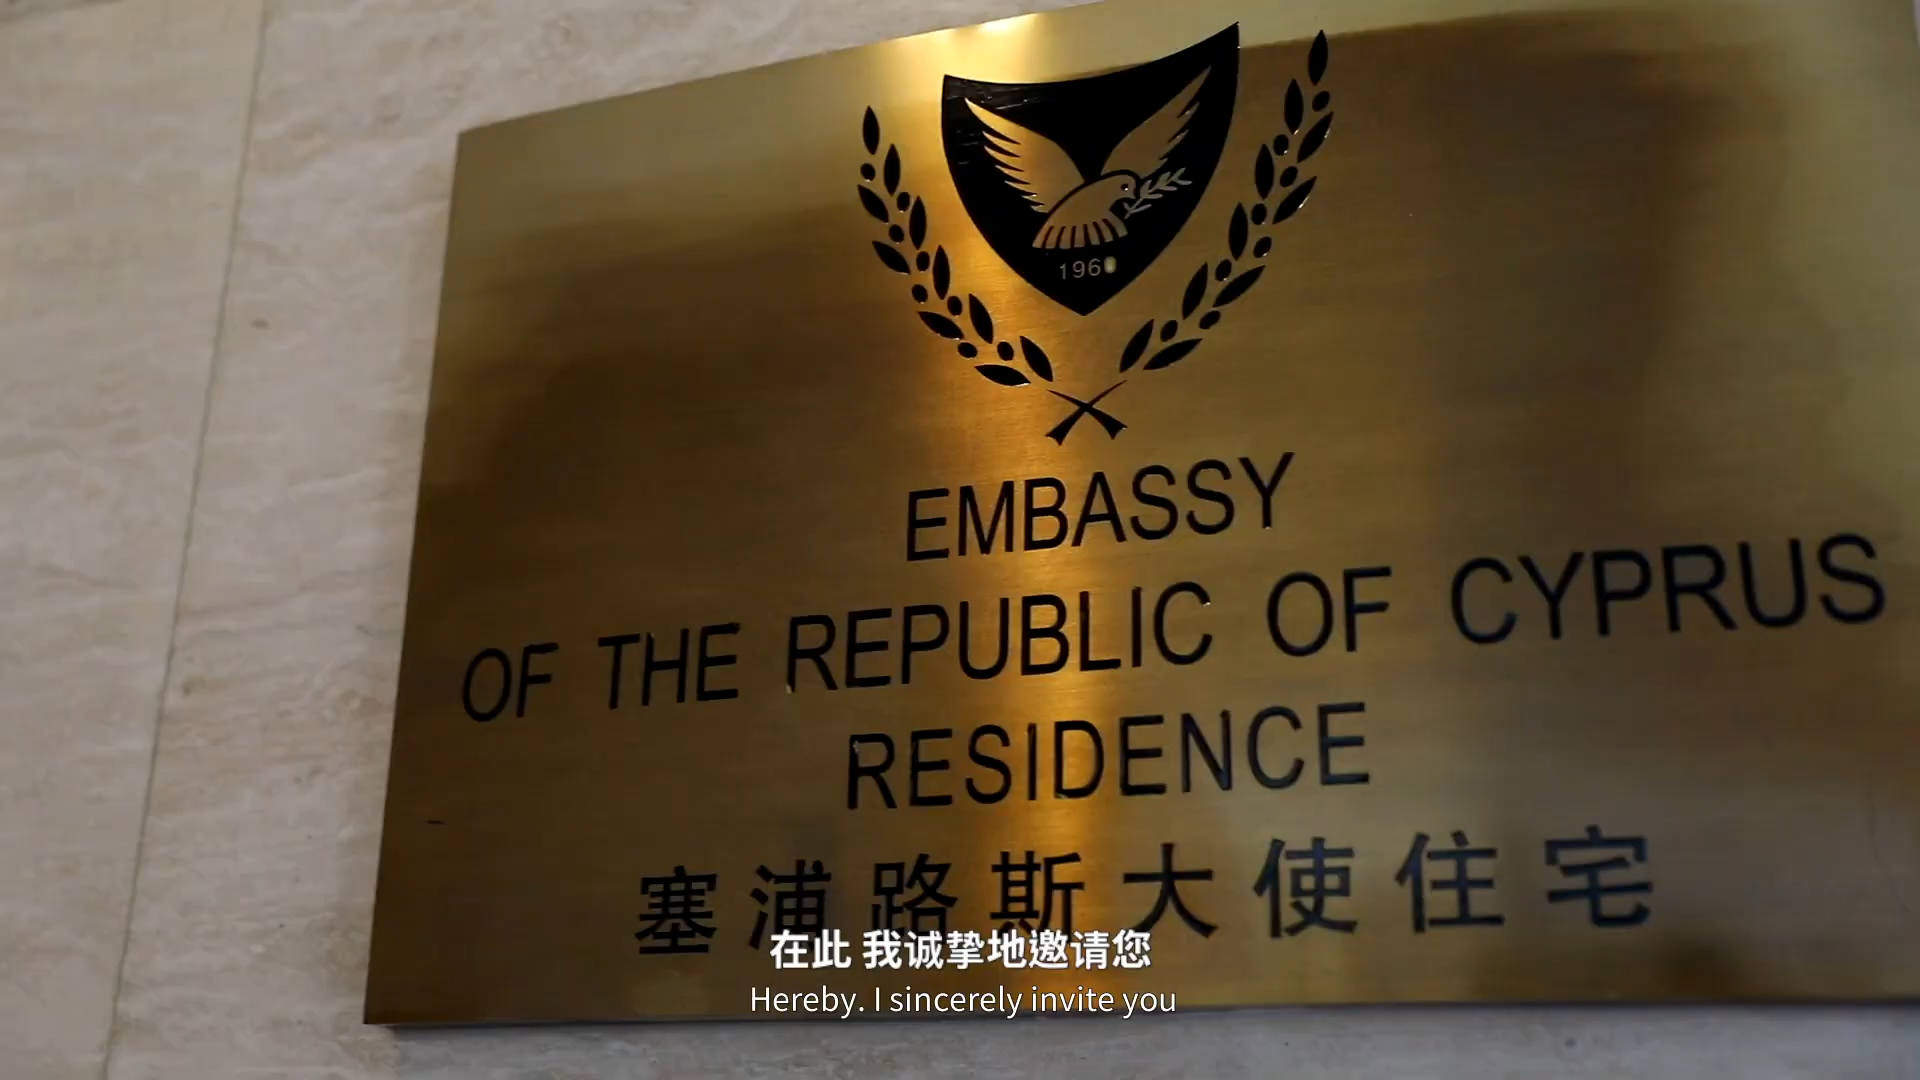 1960
EMBASSY
OF THE REPUBLIC OF CYPRUS
RESIDENCE
塞浦路斯大使住宅
在此 我诚挚地邀请您
Hereby. I sincerely invite you